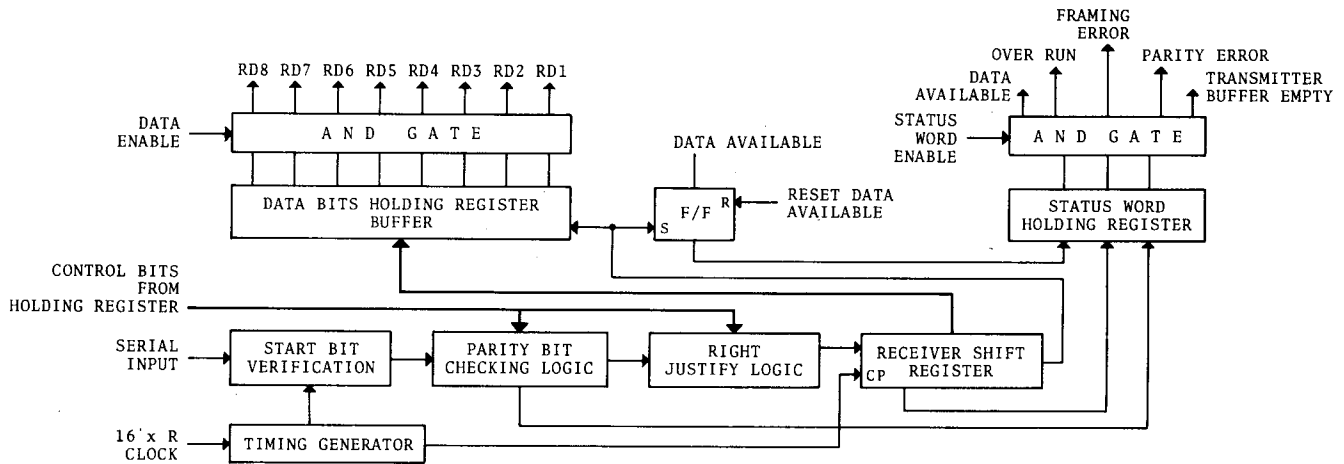 FRAMING
ERROR
OVER RUN
PARITY ERROR
DATA
AVAILABLE
TRANSMITTER
BUFFER EMPTY
RD8 RD7 RD6 RD5 RD4 RD3 RD2 RD1
DATA
ENABLE
A N D G A T E
STATUS
WORD
ENABLE
A N D G A T E
DATA AVAILABLE
DATA BITS HOLDING REGISTER
BUFFER
F/F
R
S
RESET DATA
AVAILABLE
STATUS WORD
HOLDING REGISTER
CONTROL BITS
FROM
HOLDING REGISTER
SERIAL
INPUT
START BIT
VERIFICATION
PARITY BIT
CHECKING LOGIC
RIGHT
JUSTIFY LOGIC
RECEIVER SHIFT
REGISTER
CP
16'x R
CLOCK
TIMING GENERATOR